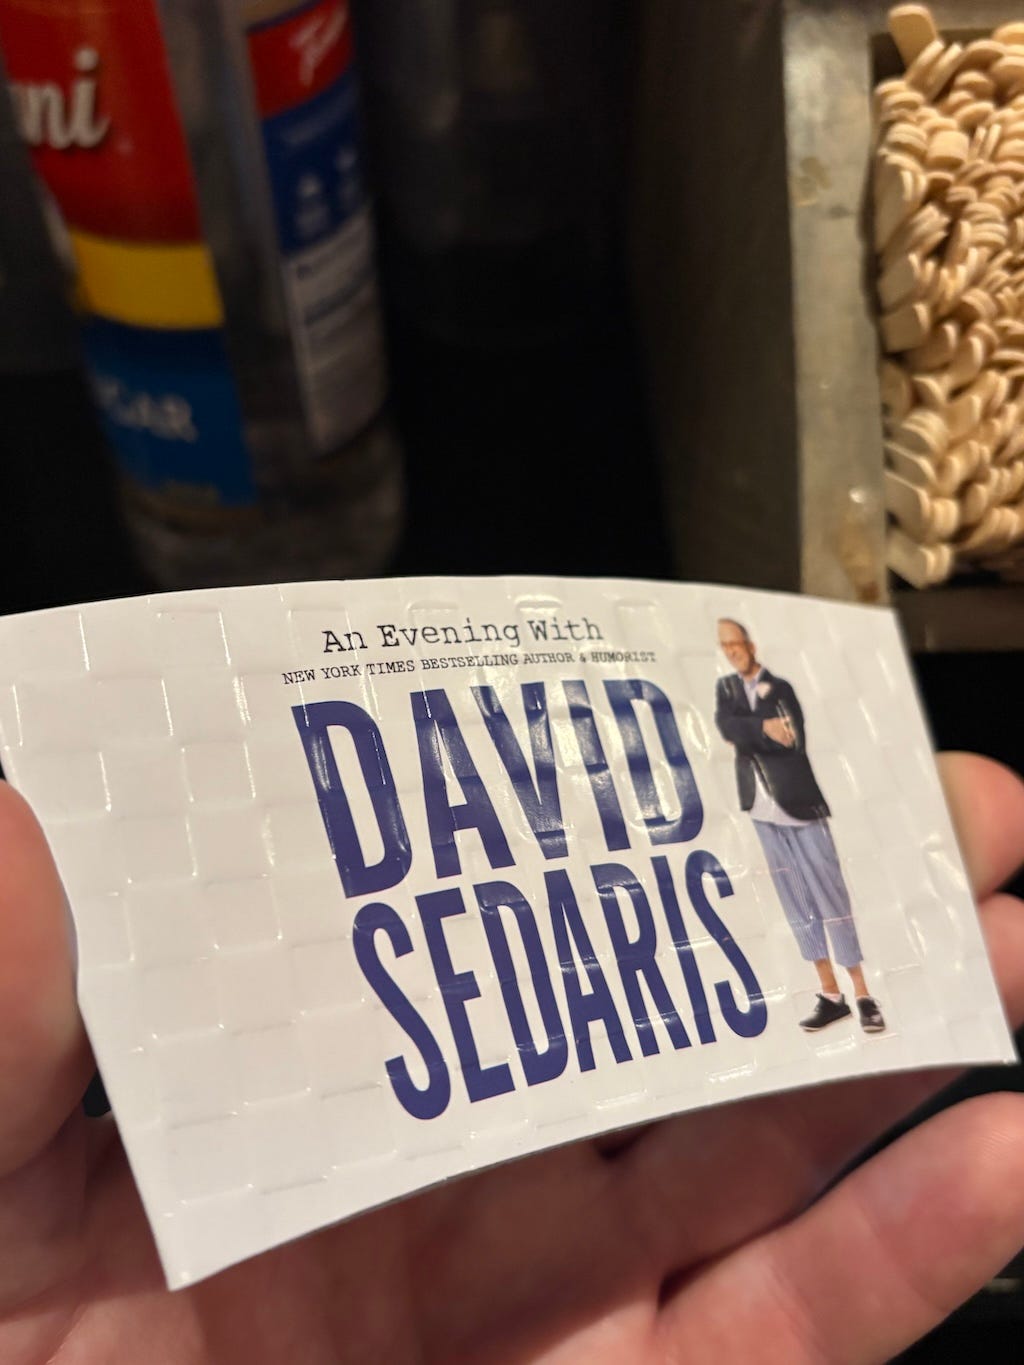 An Evening With
NEW YORK TIMES BESTSELLING AUTHOR & HUMORIST
DAVID
SEDARIS